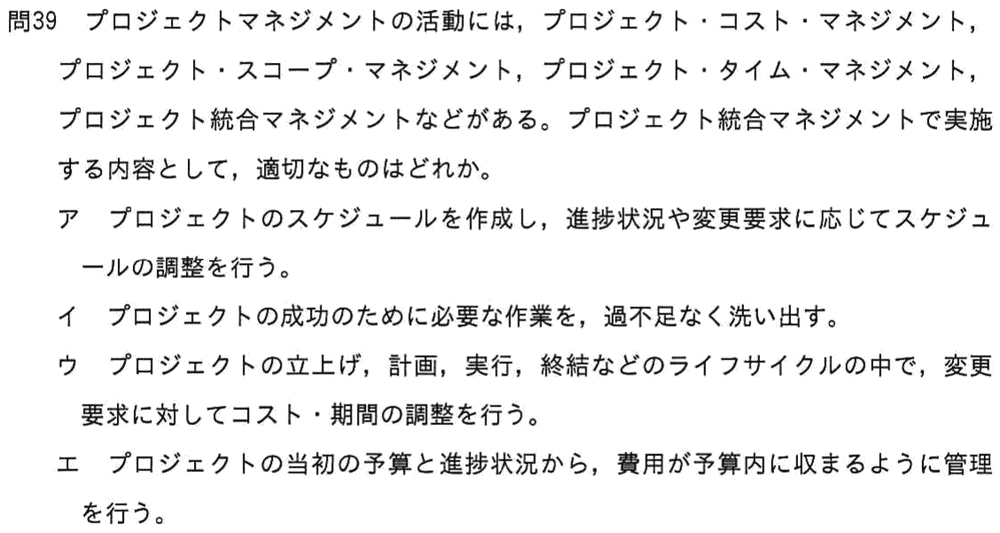 問39 プロジェクトマネジメントの活動には，プロジェクト・コスト・マネジメント，
プロジェクト・スコープ・マネジメント，プロジェクト・タイム・マネジメント，
プロジェクト統合マネジメントなどがある。プロジェクト統合マネジメントで実施
する内容として，適切なものはどれか。
ア プロジェクトのスケジュールを作成し，進捗状況や変更要求に応じてスケジュ
ールの調整を行う。
イ プロジェクトの成功のために必要な作業を，過不足なく洗い出す。
ウ プロジェクトの立上げ，計画，実行，終結などのライフサイクルの中で，変更
要求に対してコスト・期間の調整を行う。
エ プロジェクトの当初の予算と進捗状況から，費用が予算内に収まるように管理
を行う。